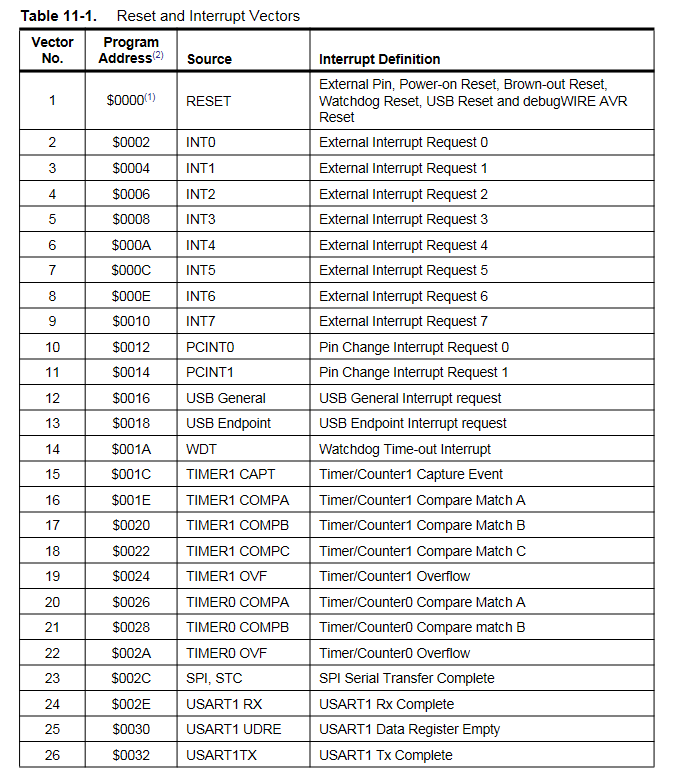 Table 11-1. Reset and Interrupt Vectors
Vector No. Program Address(2) Source Interrupt Definition
1 $0000(1) RESET External Pin, Power-on Reset, Brown-out Reset,
Watchdog Reset, USB Reset and debugWIRE AVR
Reset
2 $0002 INT0 External Interrupt Request 0
3 $0004 INT1 External Interrupt Request 1
4 $0006 INT2 External Interrupt Request 2
5 $0008 INT3 External Interrupt Request 3
6 $000A INT4 External Interrupt Request 4
7 $000C INT5 External Interrupt Request 5
8 $000E INT6 External Interrupt Request 6
9 $0010 INT7 External Interrupt Request 7
10 $0012 PCINT0 Pin Change Interrupt Request 0
11 $0014 PCINT1 Pin Change Interrupt Request 1
12 $0016 USB General USB General Interrupt request
13 $0018 USB Endpoint USB Endpoint Interrupt request
14 $001A WDT Watchdog Time-out Interrupt
15 $001C TIMER1 CAPT Timer/Counter1 Capture Event
16 $001E TIMER1 COMPA Timer/Counter1 Compare Match A
17 $0020 TIMER1 COMPB Timer/Counter1 Compare Match B
18 $0022 TIMER1 COMPC Timer/Counter1 Compare Match C
19 $0024 TIMER1 OVF Timer/Counter1 Overflow
20 $0026 TIMER0 COMPA Timer/Counter0 Compare Match A
21 $0028 TIMER0 COMPB Timer/Counter0 Compare match B
22 $002A TIMER0 OVF Timer/Counter0 Overflow
23 $002C SPI, STC SPI Serial Transfer Complete
24 $002E USART1 RX USART1 Rx Complete
25 $0030 USART1 UDRE USART1 Data Register Empty
26 $0032 USART1TX USART1 Tx Complete